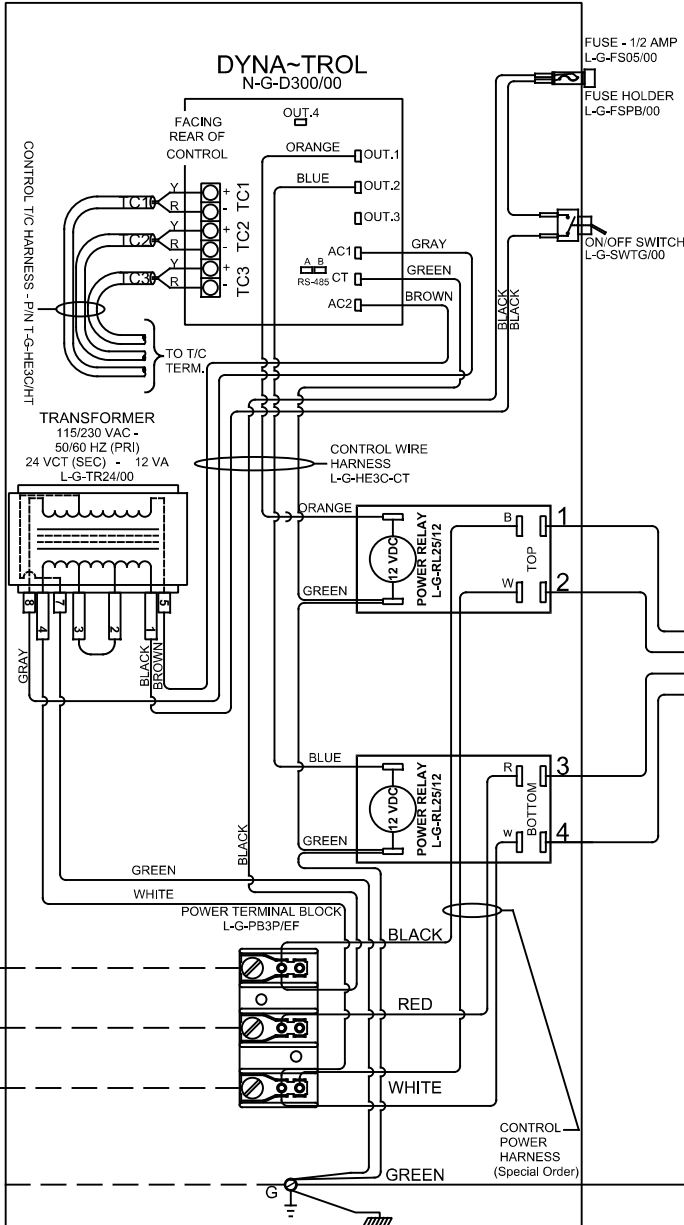 FUSE - 1/2 AMP
L-G-FS05/00
FUSE HOLDER
L-G-FSPB/00
DYNA~TROL
N-G-D300/00
OUT.4
FACING
REAR OF
CONTROL
ORANGE
OUT.1
BLUE
OUT.2
OUT.3
CONTROL T/C HARNESS - P/N T-G-HE3C/HT
TC1
Y
R
+
-
TC1
TC2
Y
R
+
-
TC2
TC3
Y
R
+
-
TC3
AC1
GRAY
A B
RS-485
CT
GREEN
AC2
BROWN
ON/OFF SWITCH
L-G-SWTG/00
BLACK
BLACK
TO T/C
TERM.
TRANSFORMER
115/230 VAC -
50/60 HZ (PRI)
24 VCT (SEC) - 12 VA
L-G-TR24/00
CONTROL WIRE
HARNESS
L-G-HE3C-CT
ORANGE
12 VDC
GREEN
POWER RELAY
L-G-RL25/12
B
W
TOP
1
2
8
4
7
3
2
1
5
GRAY
BLACK
BROWN
BLUE
12 VDC
GREEN
POWER RELAY
L-G-RL25/12
R
W
BOTTOM
3
4
BLACK
GREEN
WHITE
POWER TERMINAL BLOCK
L-G-PB3P/EF
BLACK
RED
WHITE
CONTROL
POWER
HARNESS
(Special Order)
GREEN
G